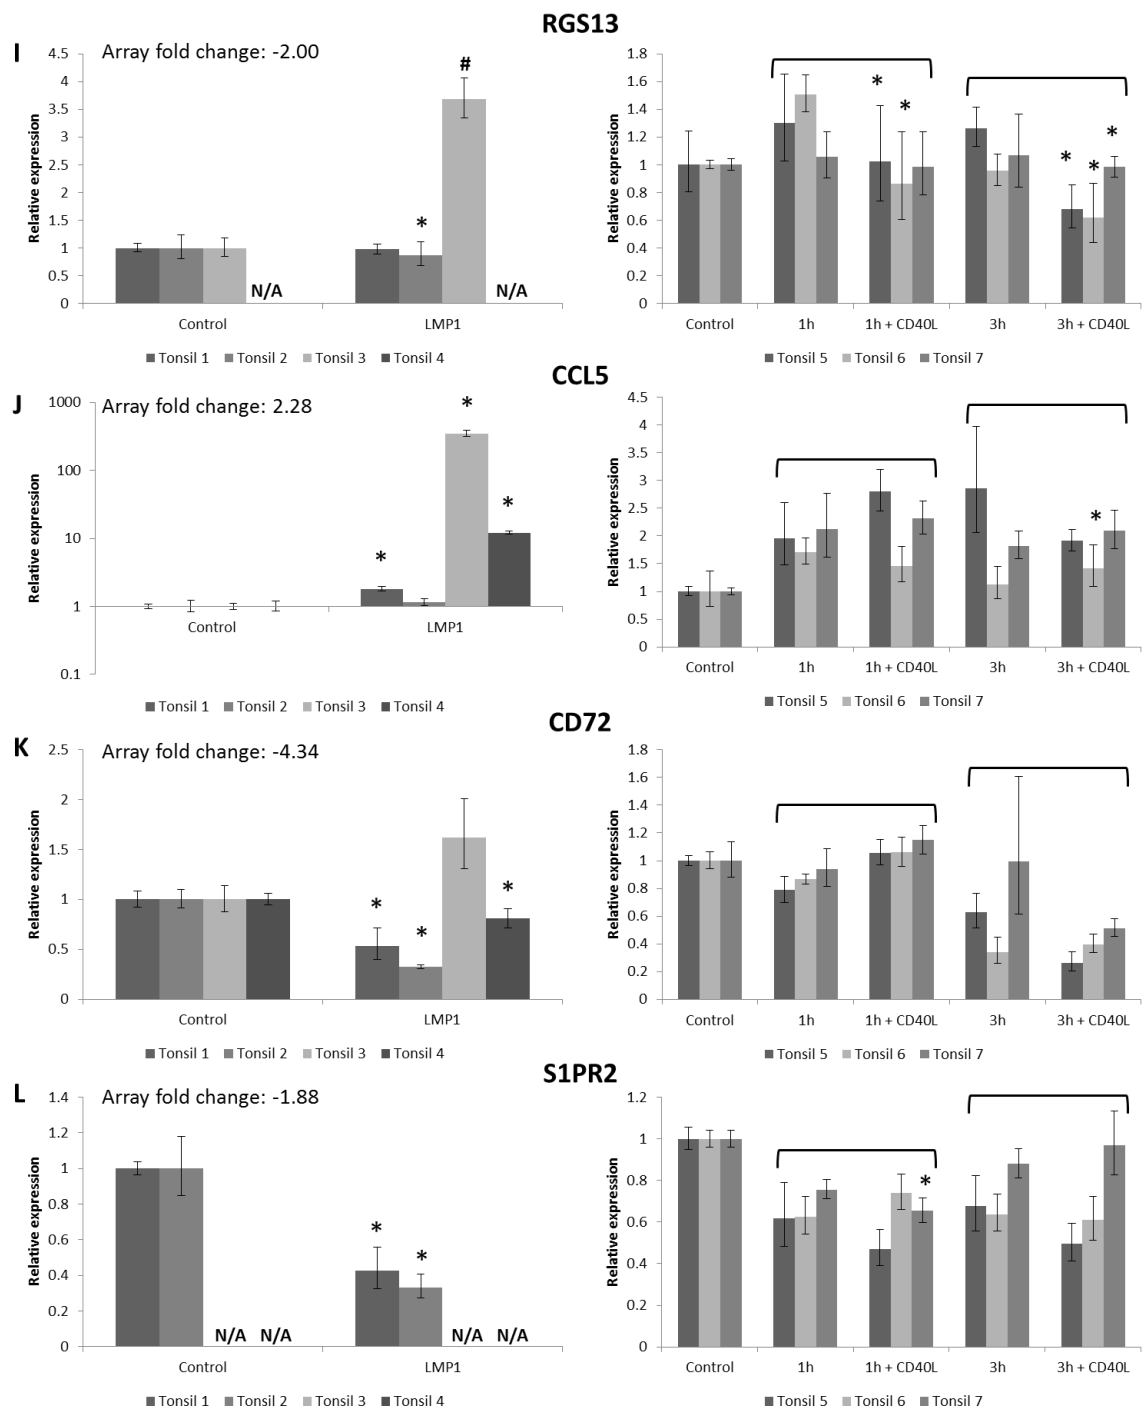 RGS13
I
Array fold change: -2.00
Relative expression
4.5
4
3.5
3
2.5
2
1.5
1
0.5
0
#
*
N/A
N/A
Control
LMP1
Tonsil 1
Tonsil 2
Tonsil 3
Tonsil 4
Relative expression
1.8
1.6
1.4
1.2
1
0.8
0.6
0.4
0.2
0
* * * * *
Control
1h
1h + CD40L
3h
3h + CD40L
Tonsil 5
Tonsil 6
Tonsil 7
CCL5
J
Array fold change: 2.28
Relative expression
1000
100
10
1
0.1
* * *
Control
LMP1
Tonsil 1
Tonsil 2
Tonsil 3
Tonsil 4
Relative expression
4.5
4
3.5
3
2.5
2
1.5
1
0.5
0
*
Control
1h
1h + CD40L
3h
3h + CD40L
Tonsil 5
Tonsil 6
Tonsil 7
CD72
K
Array fold change: -4.34
Relative expression
2.5
2
1.5
1
0.5
0
* * *
Control
LMP1
Tonsil 1
Tonsil 2
Tonsil 3
Tonsil 4
Relative expression
1.8
1.6
1.4
1.2
1
0.8
0.6
0.4
0.2
0
Control
1h
1h + CD40L
3h
3h + CD40L
Tonsil 5
Tonsil 6
Tonsil 7
S1PR2
L
Array fold change: -1.88
Relative expression
1.4
1.2
1
0.8
0.6
0.4
0.2
0
* *
N/A N/A
N/A N/A
Control
LMP1
Tonsil 1
Tonsil 2
Tonsil 3
Tonsil 4
Relative expression
1.2
1
0.8
0.6
0.4
0.2
0
*
Control
1h
1h + CD40L
3h
3h + CD40L
Tonsil 5
Tonsil 6
Tonsil 7